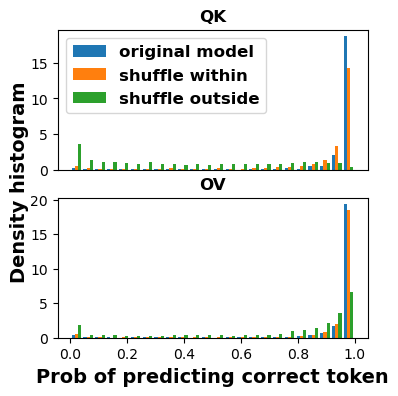 QK
15
10
5
0
original model
shuffle within
shuffle outside
Density histogram
OV
20
15
10
5
0
0.0 0.2 0.4 0.6 0.8 1.0
Prob of predicting correct token